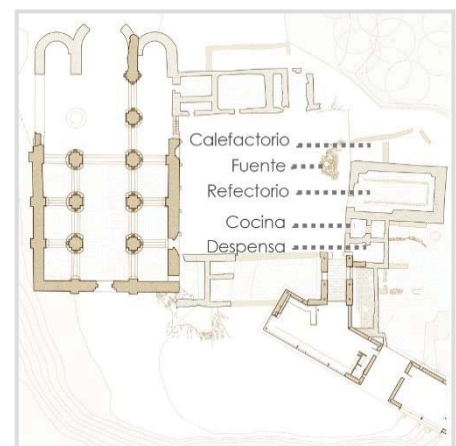 Calefactorio
Fuente
Refectorio
Cocina
Despensa